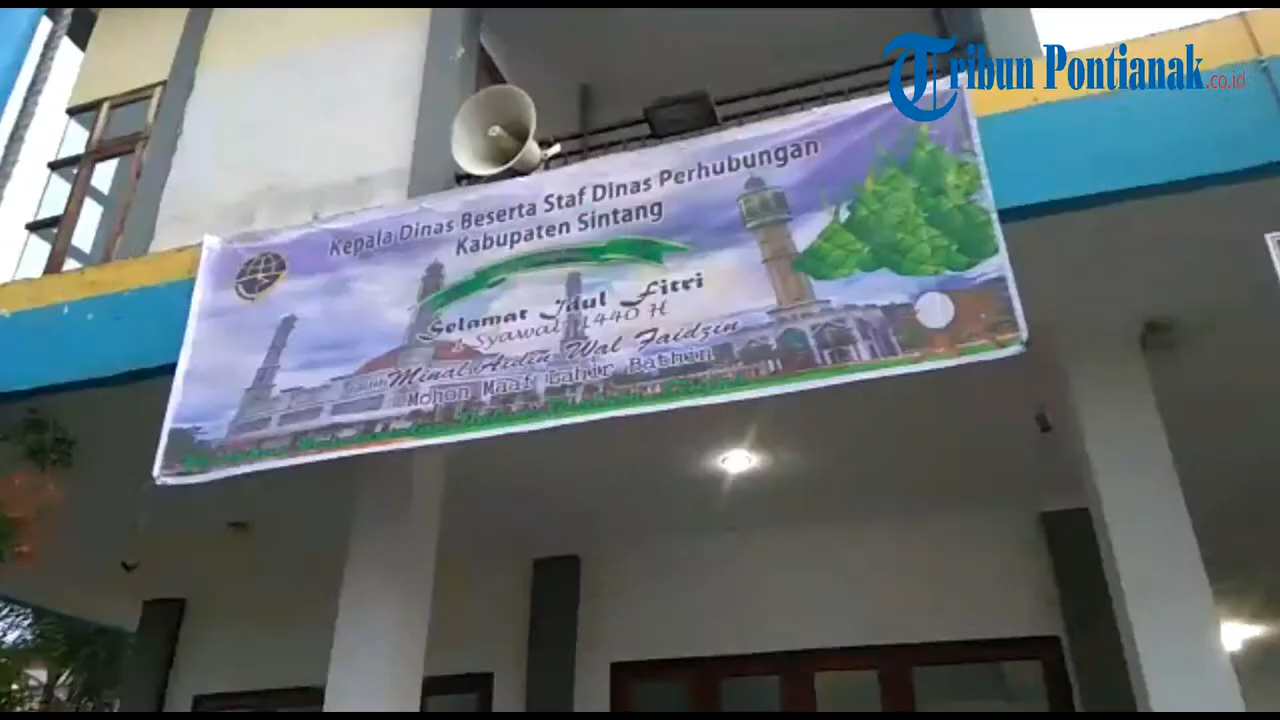 Tribun Pontianak.co.id
Kepala Dinas Beserta Staf Dinas Perhubungan
Kabupaten Sintang
Selamat Idul Fitri
1 Syawal 1440 H
Minal Aidin Wal Faidzin
Mohon Maaf Lahir Bathin